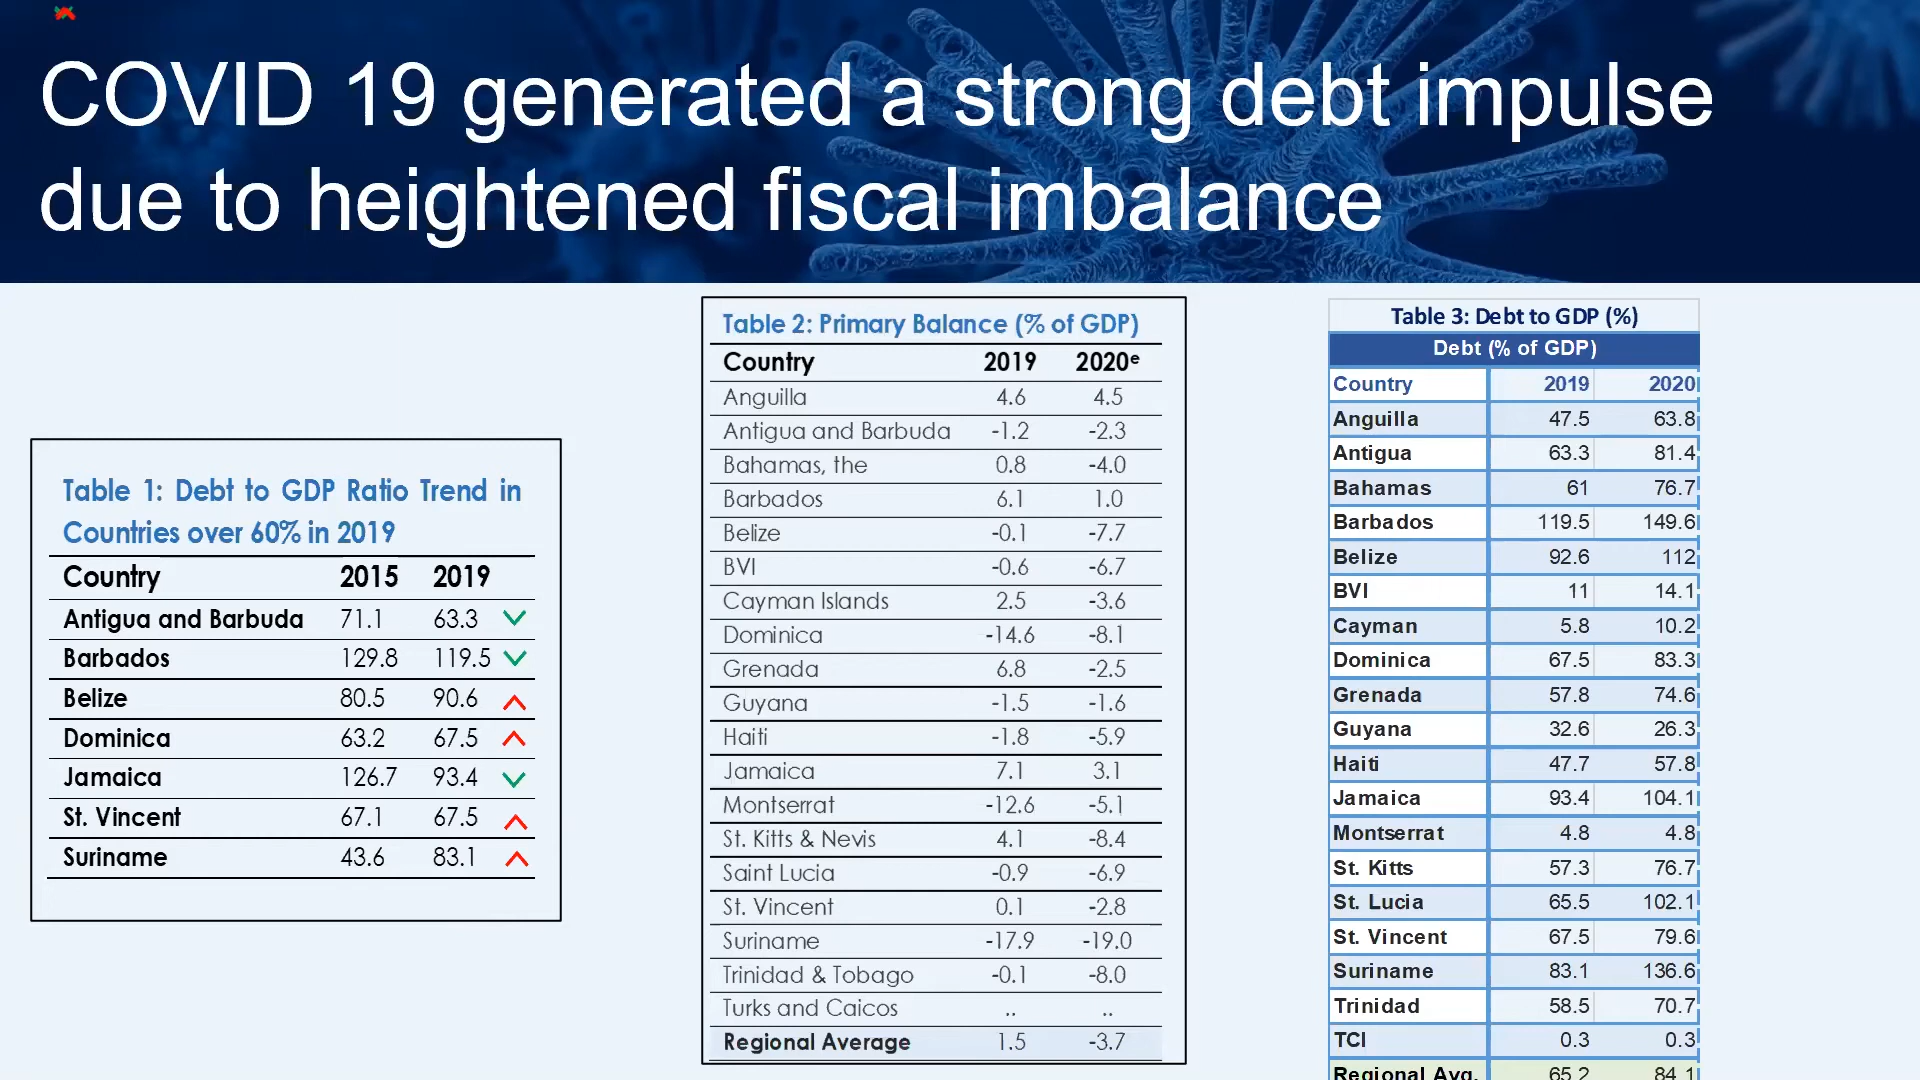 COVID 19 generated a strong debt impulse
due to heightened fiscal imbalance
Table 1: Debt to GDP Ratio Trend in
Countries over 60% in 2019
Country 2015 2019
Antigua and Barbuda 71.1 63.3
Barbados 129.8 119.5
Belize 80.5 90.6
Dominica 63.2 67.5
Jamaica 126.7 93.4
St. Vincent 67.1 67.5
Suriname 43.6 83.1
Table 2: Primary Balance (% of GDP)
Country 2019 2020e
Anguilla 4.6 4.5
Antigua and Barbuda -1.2 -2.3
Bahamas, the 0.8 -4.0
Barbados 6.1 1.0
Belize -0.1 -7.7
BVI -0.6 -6.7
Cayman Islands 2.5 -3.6
Dominica -14.6 -8.1
Grenada 6.8 -2.5
Guyana -1.5 -1.6
Haiti -1.8 -5.9
Jamaica 7.1 3.1
Montserrat -12.6 -5.1
St. Kitts & Nevis 4.1 -8.4
Saint Lucia -0.9 -6.9
St. Vincent 0.1 -2.8
Suriname -17.9 -19.0
Trinidad & Tobago -0.1 -8.0
Turks and Caicos .. ..
Regional Average 1.5 -3.7
Table 3: Debt to GDP (%)
Debt (% of GDP)
Country 2019 2020
Anguilla 47.5 63.8
Antigua 63.3 81.4
Bahamas 61 76.7
Barbados 119.5 149.6
Belize 92.6 112
BVI 11 14.1
Cayman 5.8 10.2
Dominica 67.5 83.3
Grenada 57.8 74.6
Guyana 32.6 26.3
Haiti 47.7 57.8
Jamaica 93.4 104.1
Montserrat 4.8 4.8
St. Kitts 57.3 76.7
St. Lucia 65.5 102.1
St. Vincent 67.5 79.6
Suriname 83.1 136.6
Trinidad 58.5 70.7
TCI 0.3 0.3
Regional Avg. 65.2 84.1